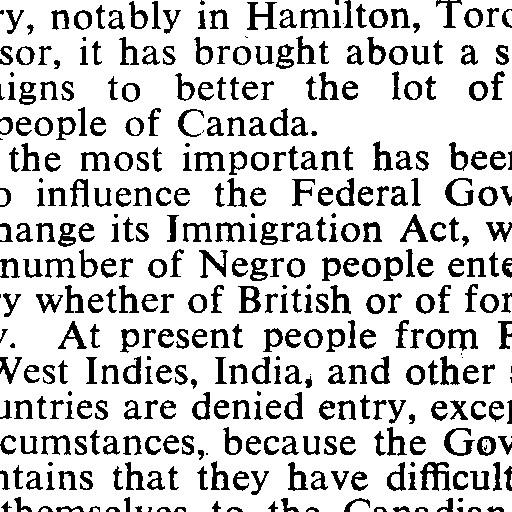 ry, notably in Hamilton, Toro
sor, it has brought about a s
aigns to better the lot of
people of Canada.
the most important has been
o influence the Federal Gov
hange its Immigration Act, w
number of Negro people ente
ry whether of British or of for
y. At present people from B
West Indies, India, and other s
untries are denied entry, excep
cumstances, because the Gov
ntains that they have difficult
themselves to the Canadian